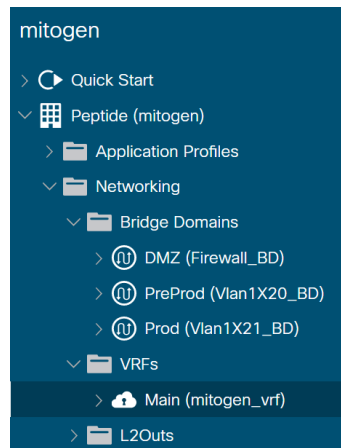 mitogen
Quick Start
Peptide (mitogen)
Application Profiles
Networking
Bridge Domains
DMZ (Firewall_BD)
PreProd (Vlan1X20_BD)
Prod (Vlan1X21_BD)
VRFs
Main (mitogen_vrf)
L2Outs